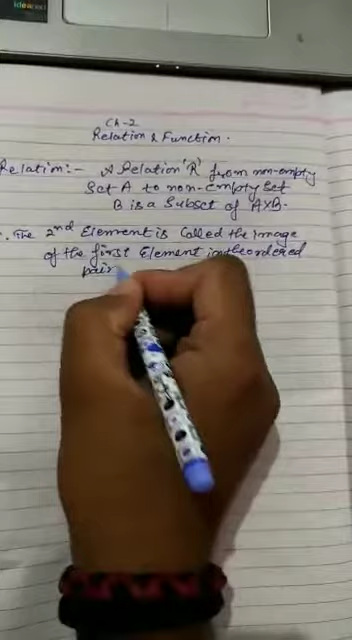 ideacen
Ch-2
Relation & Function.
Relation:- A Relation 'R' from non-empty
Set-A to non-empty Set
B is a Subset of A×B.
. The 2nd Element is Called the Image
of the first Element in the ordered
pair